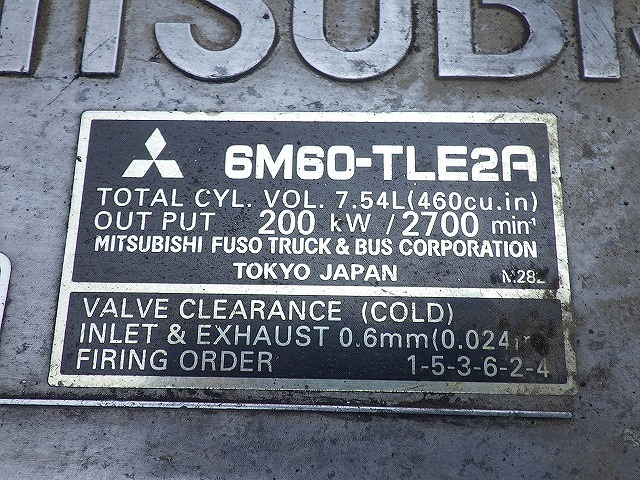 MITSUBIS
6M60-TLE2A
TOTAL CYL. VOL. 7.54L(460cu.in)
OUT PUT 200 kW / 2700 min-1
MITSUBISHI FUSO TRUCK & BUS CORPORATION
TOKYO JAPAN
VALVE CLEARANCE (COLD)
INLET & EXHAUST 0.6mm(0.024
FIRING ORDER 1-5-3-6-2-4